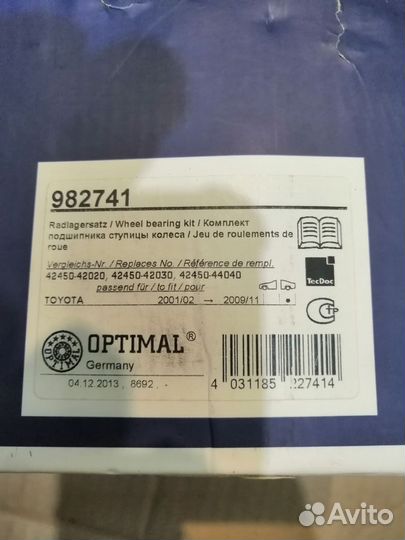 982741
Radlagersatz / Wheel bearing kit / Комплект
подшипника ступицы колеса / Jeu de roulements de
roue
Vergleichs-Nr. / Replaces No. / Référence de rempl.
42450-42020, 42450-42030, 42450-44040
passend für / to fit / pour
TOYOTA 2001/02 → 2009/11
TecDoc
OPTIMAL®
Germany
OPTIMAL
04.12.2013 , 8692 ,
4 031185 227414
Avito